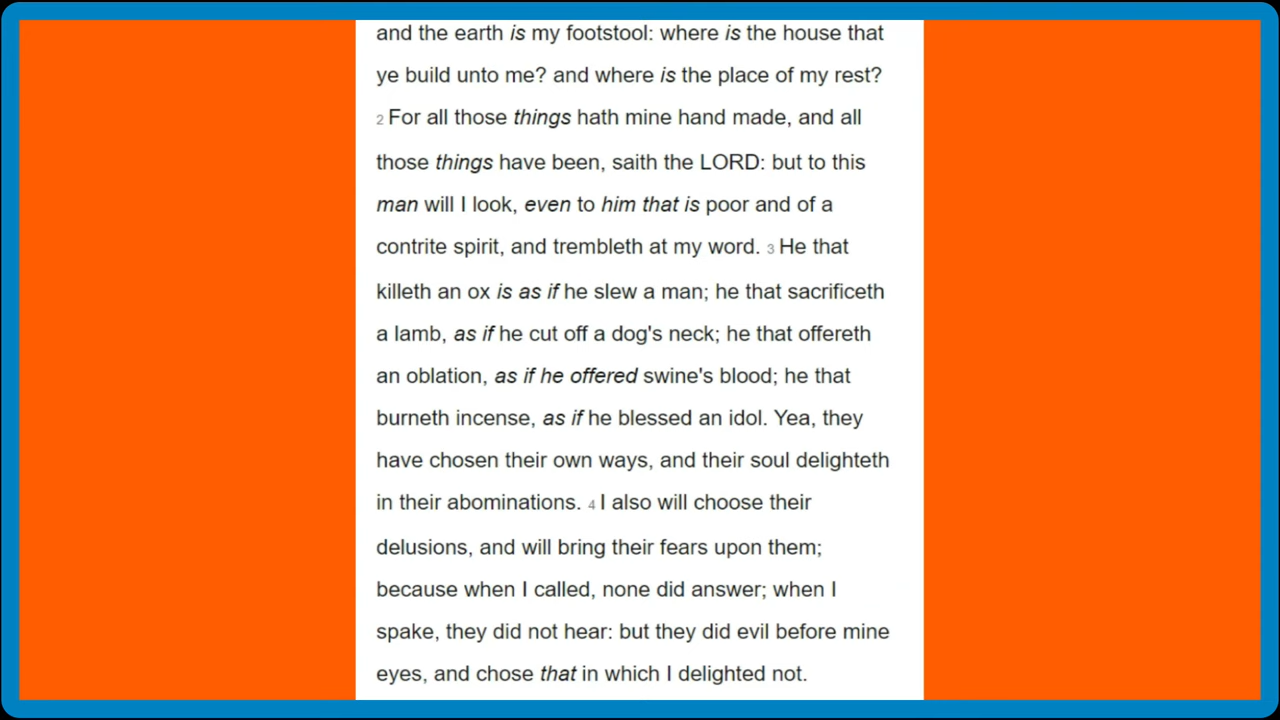 and the earth is my footstool: where is the house that
ye build unto me? and where is the place of my rest?
2 For all those things hath mine hand made, and all
those things have been, saith the LORD: but to this
man will I look, even to him that is poor and of a
contrite spirit, and trembleth at my word. 3 He that
killeth an ox is as if he slew a man; he that sacrificeth
a lamb, as if he cut off a dog's neck; he that offereth
an oblation, as if he offered swine's blood; he that
burneth incense, as if he blessed an idol. Yea, they
have chosen their own ways, and their soul delighteth
in their abominations. 4 I also will choose their
delusions, and will bring their fears upon them;
because when I called, none did answer; when I
spake, they did not hear: but they did evil before mine
eyes, and chose that in which I delighted not.